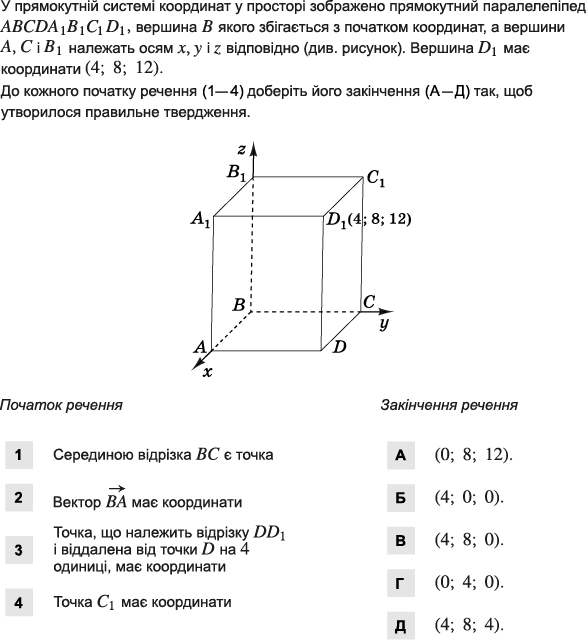 У прямокутній системі координат у просторі зображено прямокутний паралелепіпед
ABCDA₁B₁C₁D₁, вершина B якого збігається з початком координат, а вершини
A, C і B₁ належать осям x, y і z відповідно (див. рисунок). Вершина D₁ має
координати (4; 8; 12).
До кожного початку речення (1—4) доберіть його закінчення (А—Д) так, щоб
утворилося правильне твердження.
z
B₁
C₁
A₁
D₁(4; 8; 12)
B
C
y
A
D
x
Початок речення
Закінчення речення
1 Серединою відрізка BC є точка
2 Вектор B͞A⃗ має координати
3 Точка, що належить відрізку DD₁
і віддалена від точки D на 4
одиниці, має координати
4 Точка C₁ має координати
А (0; 8; 12).
Б (4; 0; 0).
В (4; 8; 0).
Г (0; 4; 0).
Д (4; 8; 4).